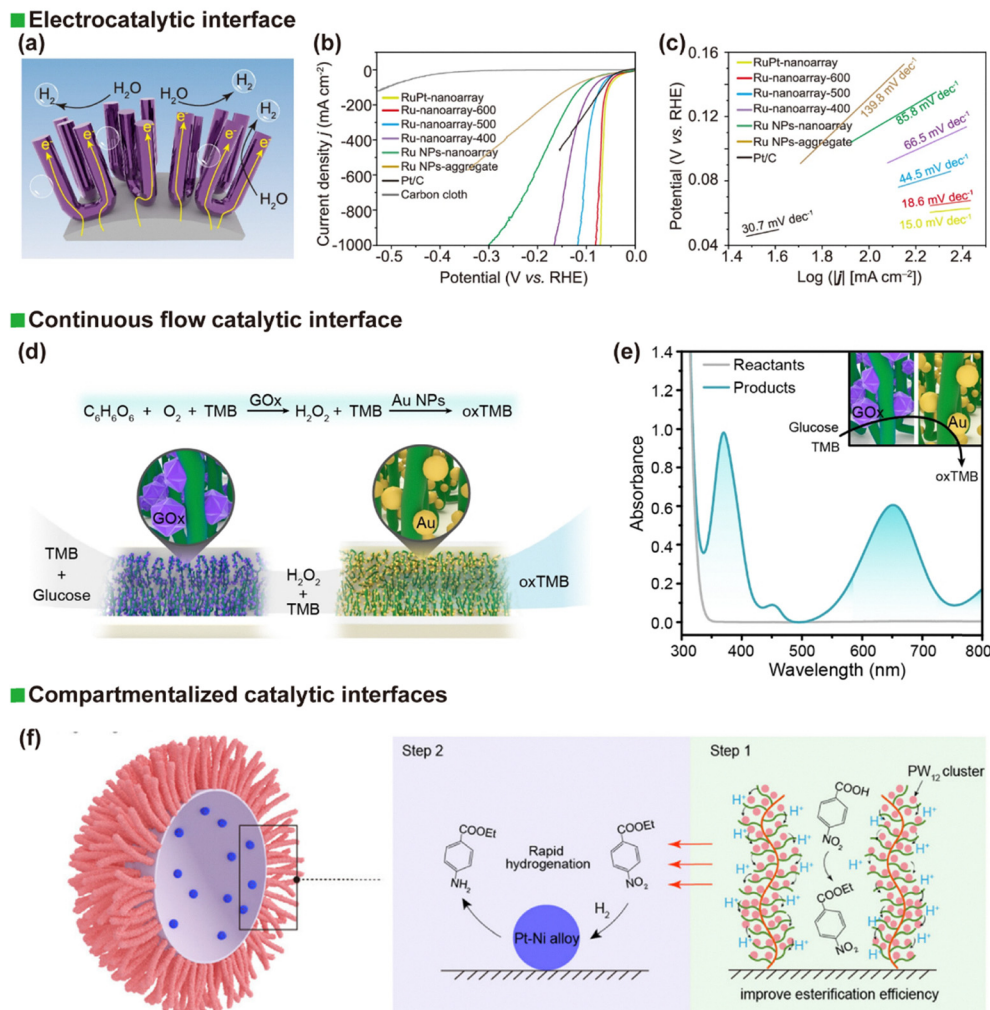 Electrocatalytic interface
(a)
H₂
H₂O
H₂O
H₂
H₂
e⁻
e⁻
e⁻
e⁻
e⁻
e⁻
H₂O
(b)
Current density j (mA cm⁻²)
0
-200
-400
-600
-800
-1000
RuPt-nanoarray
Ru-nanoarray-600
Ru-nanoarray-500
Ru-nanoarray-400
Ru NPs-nanoarray
Ru NPs-aggregate
Pt/C
Carbon cloth
-0.5 -0.4 -0.3 -0.2 -0.1 0.0
Potential (V vs. RHE)
(c)
Potential (V vs. RHE)
0.16
0.12
0.08
0.04
RuPt-nanoarray
Ru-nanoarray-600
Ru-nanoarray-500
Ru-nanoarray-400
Ru NPs-nanoarray
Ru NPs-aggregate
Pt/C
139.8 mV dec⁻¹
85.8 mV dec⁻¹
66.5 mV dec⁻¹
44.5 mV dec⁻¹
18.6 mV dec⁻¹
15.0 mV dec⁻¹
30.7 mV dec⁻¹
1.4 1.6 1.8 2.0 2.2 2.4 2.6
Log (|j| [mA cm⁻²])
Continuous flow catalytic interface
(d)
C₆H₆O₆ + O₂ + TMB GOx H₂O₂ + TMB Au NPs oxTMB
GOx
Au
TMB
+
Glucose
H₂O₂
+
TMB
oxTMB
(e)
Absorbance
1.4
1.2
1.0
0.8
0.6
0.4
0.2
0.0
Reactants
Products
GOx
Au
Glucose
TMB
oxTMB
300 400 500 600 700 800
Wavelength (nm)
Compartmentalized catalytic interfaces
(f)
Step 2
COOEt
NH₂
Rapid
hydrogenation
COOEt
NO₂
H₂
Pt-Ni alloy
Step 1
PW₁₂ cluster
COOH
NO₂
COOEt
NO₂
H⁺
H⁺
H⁺
H⁺
H⁺
H⁺
H⁺
H⁺
H⁺
H⁺
H⁺
H⁺
H⁺
H⁺
improve esterification efficiency